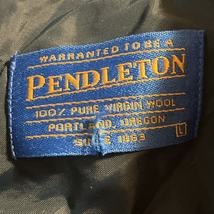 WARRANTED TO BE A
PENDLETON
100% PURE VIRGIN WOOL
PORTLAND, OREGON
SINCE 1863
L